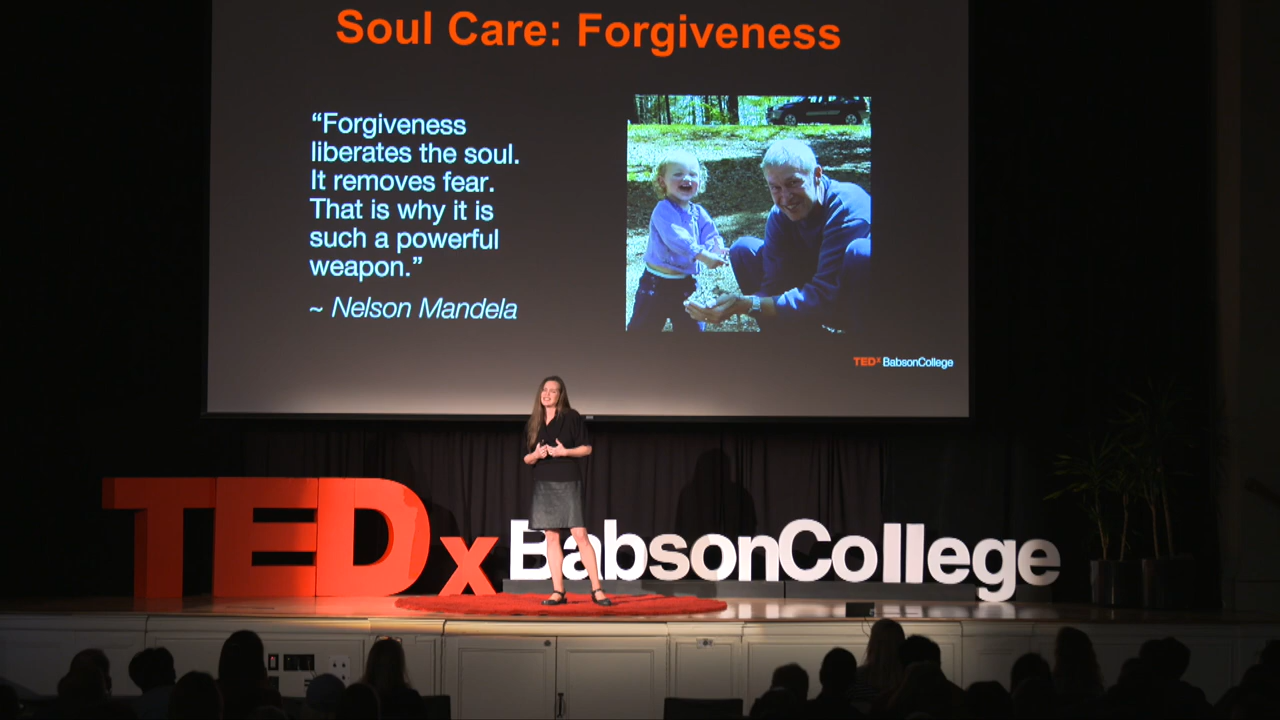 Soul Care: Forgiveness
“Forgiveness
liberates the soul.
It removes fear.
That is why it is
such a powerful
weapon.”
~ Nelson Mandela
TEDx BabsonCollege
TEDx BabsonCollege